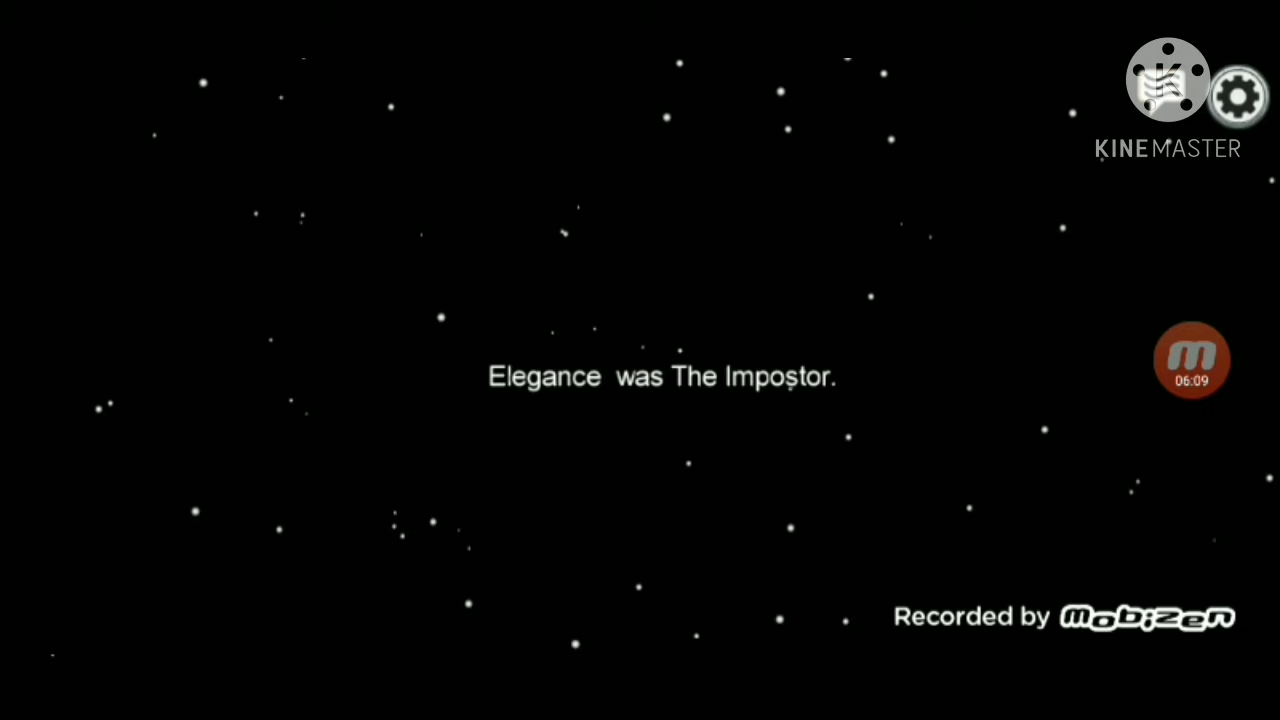 K
KINEMASTER
Elegance  was The Impostor.
m
06:09
Recorded by mobizen